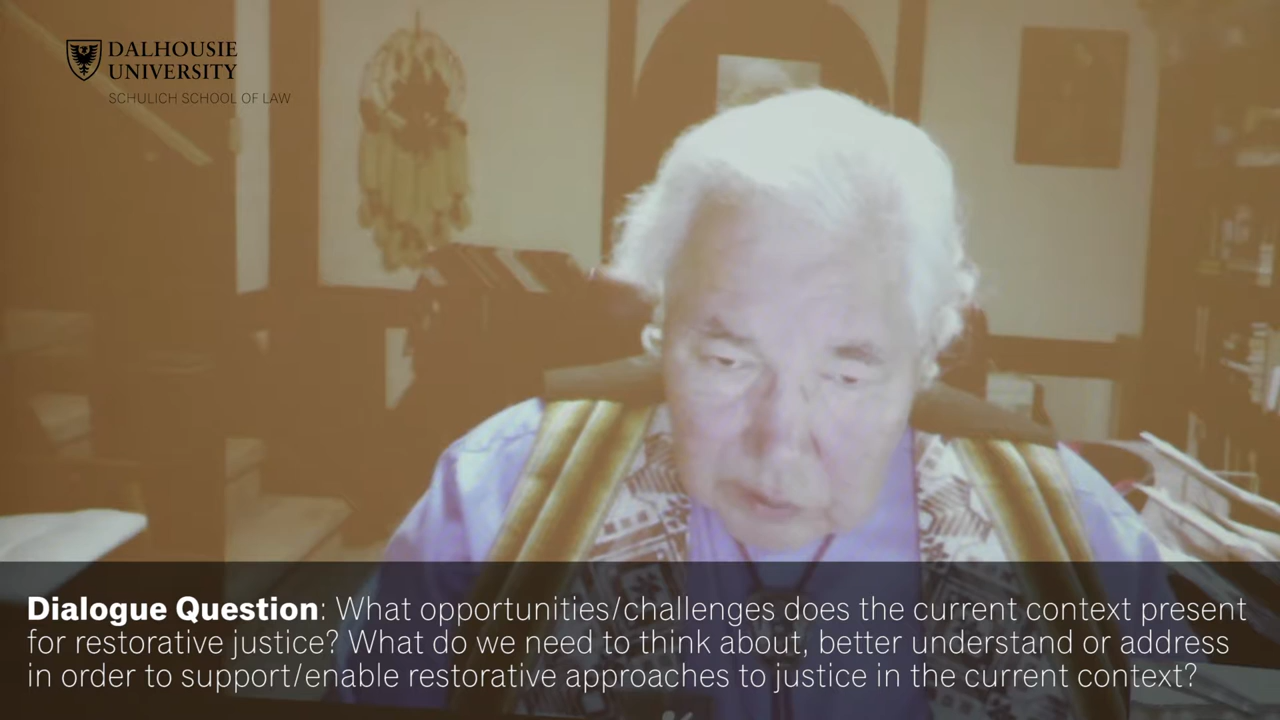 DALHOUSIE
UNIVERSITY
SCHULICH SCHOOL OF LAW
Dialogue Question: What opportunities/challenges does the current context present
for restorative justice? What do we need to think about, better understand or address
in order to support/enable restorative approaches to justice in the current context?